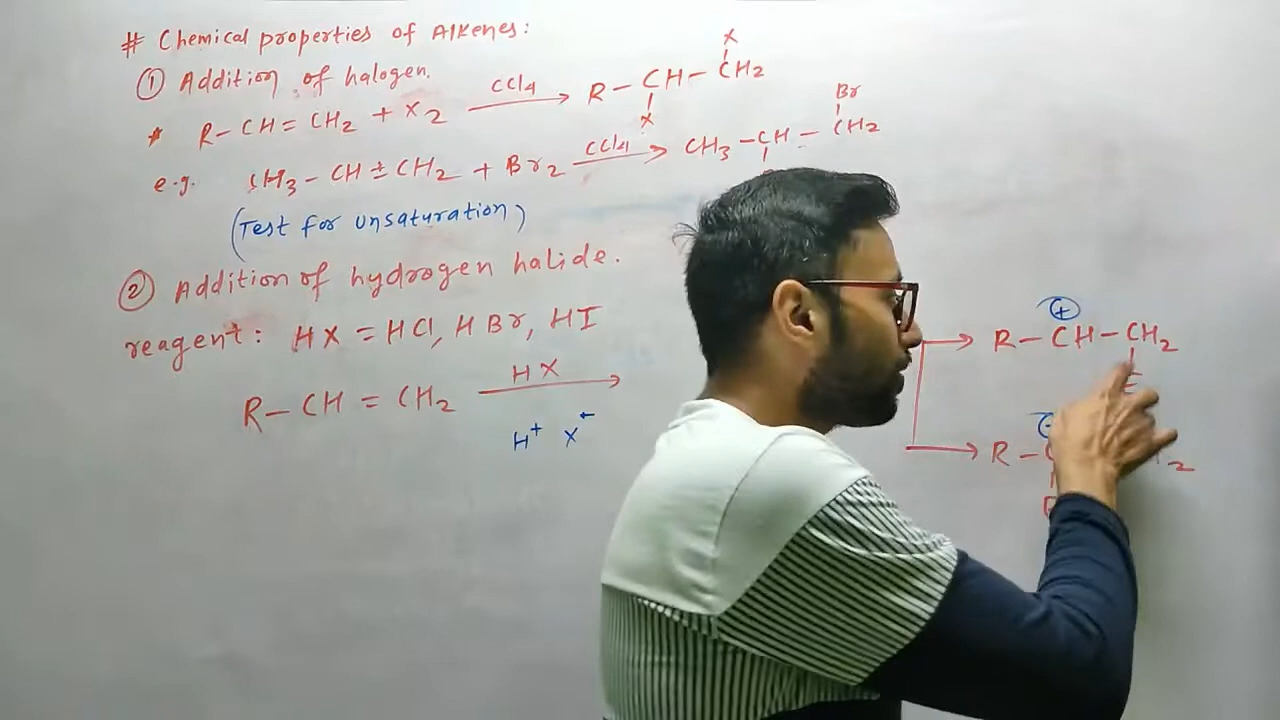 # Chemical properties of Alkenes:
① Addition of halogen.
* R-CH=CH2 + X2 CCl4 → R-CH-CH2
X
X
e.g. CH3-CH=CH2 + Br2 CCl4 → CH3-CH-CH2
Br
(Test for unsaturation)
② Addition of hydrogen halide.
reagent: HX = HCl, HBr, HI
R-CH=CH2 HX →
H+ X-
→ R-CH-CH2
+
E
→ R-
2